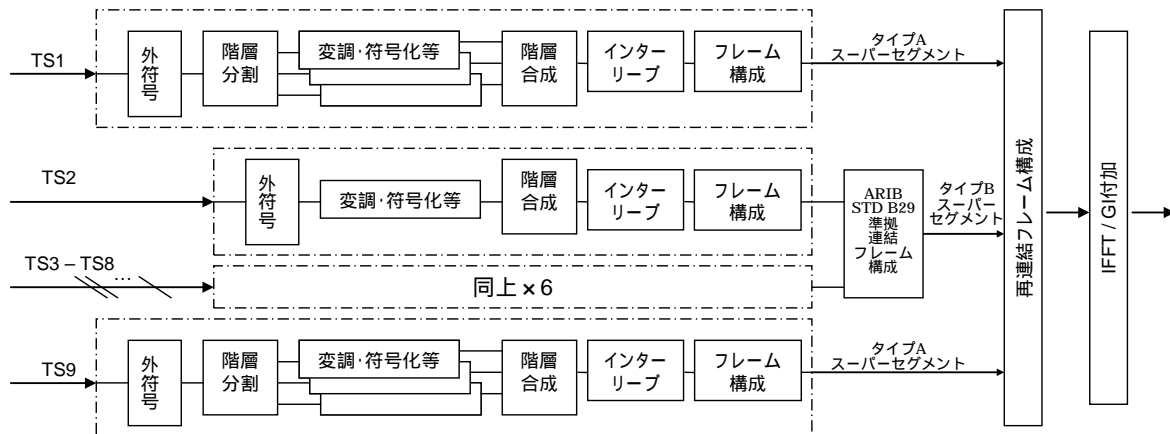 TS1
外
符
号
階層
分割
変調・符号化等
階層
合成
インター
リーブ
フレーム
構成
タイプA
スーパーセグメント
TS2
外
符
号
変調・符号化等
階層
合成
インター
リーブ
フレーム
構成
ARIB
STD B29
準拠
連結
フレーム
構成
タイプB
スーパー
セグメント
TS3 – TS8
...
同上×6
TS9
外
符
号
階層
分割
変調・符号化等
階層
合成
インター
リーブ
フレーム
構成
タイプA
スーパーセグメント
再連結フレーム構成
IFFT / GI付加